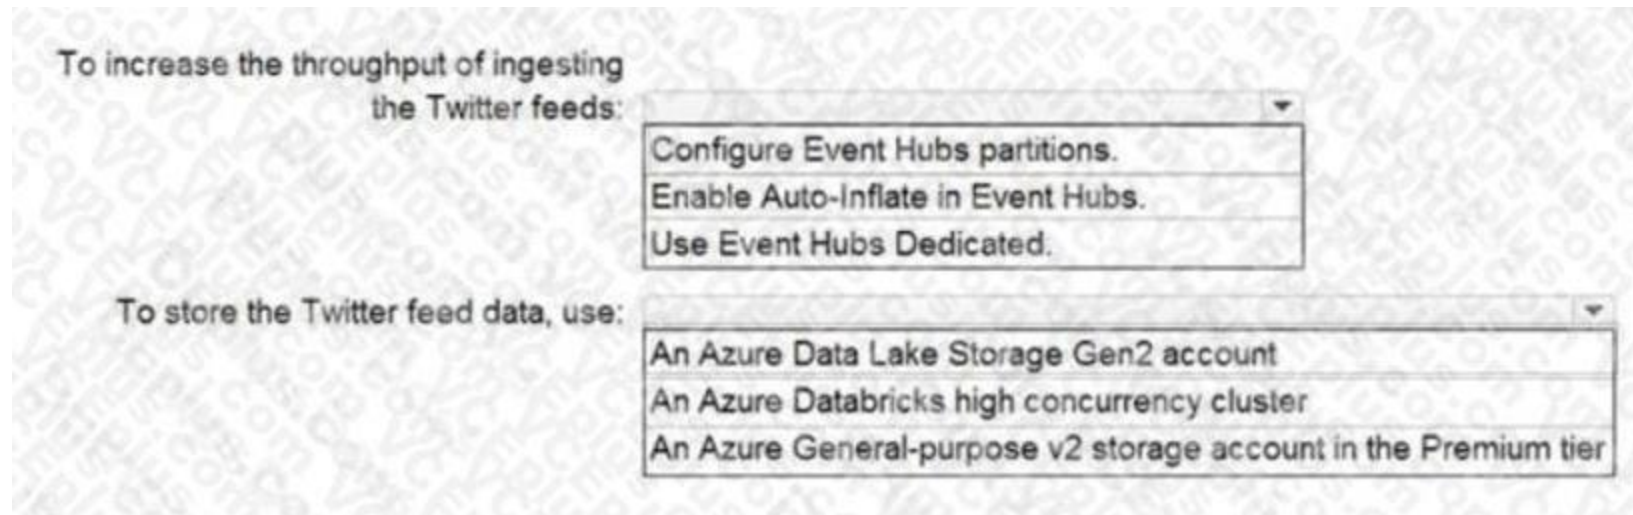 To increase the throughput of ingesting
the Twitter feeds:
Configure Event Hubs partitions.
Enable Auto-Inflate in Event Hubs.
Use Event Hubs Dedicated.
To store the Twitter feed data, use:
An Azure Data Lake Storage Gen2 account
An Azure Databricks high concurrency cluster
An Azure General-purpose v2 storage account in the Premium tier